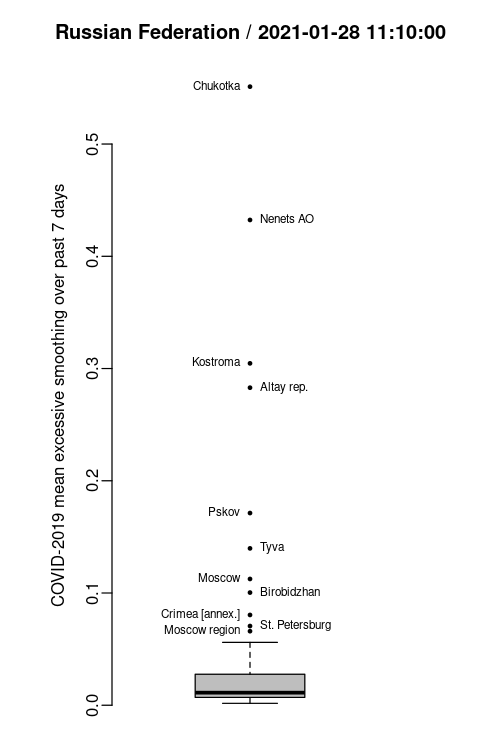 Russian Federation / 2021-01-28 11:10:00
COVID-2019 mean excessive smoothing over past 7 days
0.5
0.4
0.3
0.2
0.1
0.0
Chukotka
Nenets AO
Kostroma
Altay rep.
Pskov
Tyva
Moscow
Birobidzhan
Crimea [annex.]
St. Petersburg
Moscow region